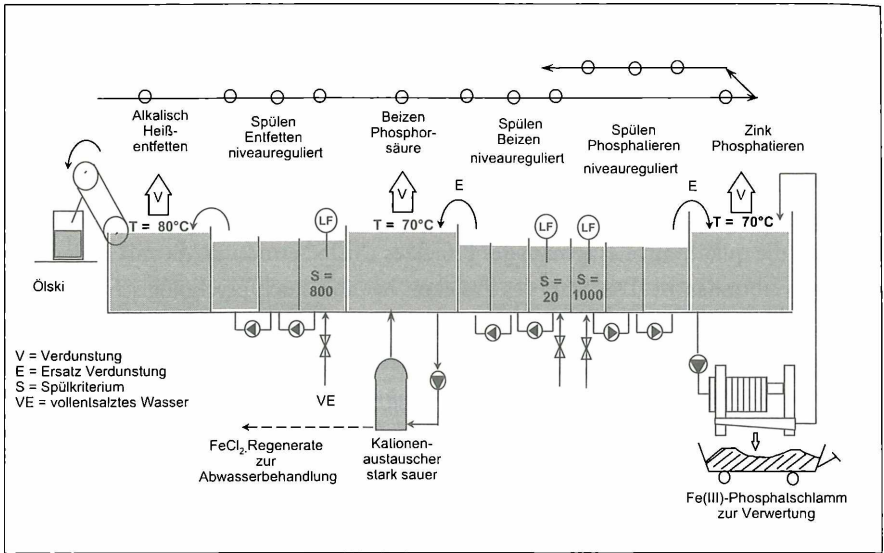 Alkalisch
Heiß-
entfetten
Spülen
Entfetten
niveaureguliert
Beizen
Phosphor-
säure
Spülen
Beizen
niveaureguliert
Spülen
Phosphatieren
niveaureguliert
Zink
Phosphatieren
V
V
E
E
V
T = 80°C
LF
T = 70°C
LF
LF
T = 70°C
S =
800
S =
20
S =
1000
Ölski
V = Verdunstung
E = Ersatz Verdunstung
S = Spülkriterium
VE = vollentsalztes Wasser
VE
FeCl₂.Regenerate
zur
Abwasserbehandlung
Kationen-
austauscher
stark sauer
Fe(III)-Phosphatschlamm
zur Verwertung